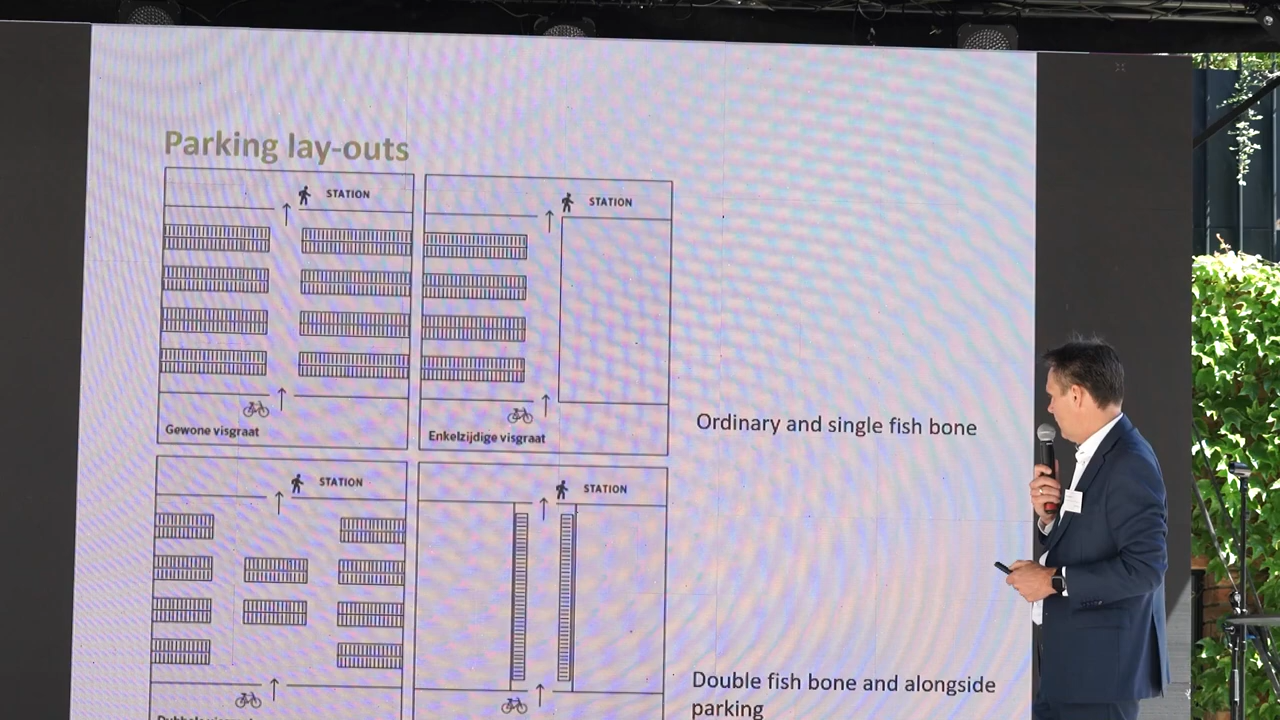 Parking lay-outs
STATION
STATION
Gewone visgraat
Enkelzijdige visgraat
Ordinary and single fish bone
STATION
STATION
Double fish bone and alongside
parking